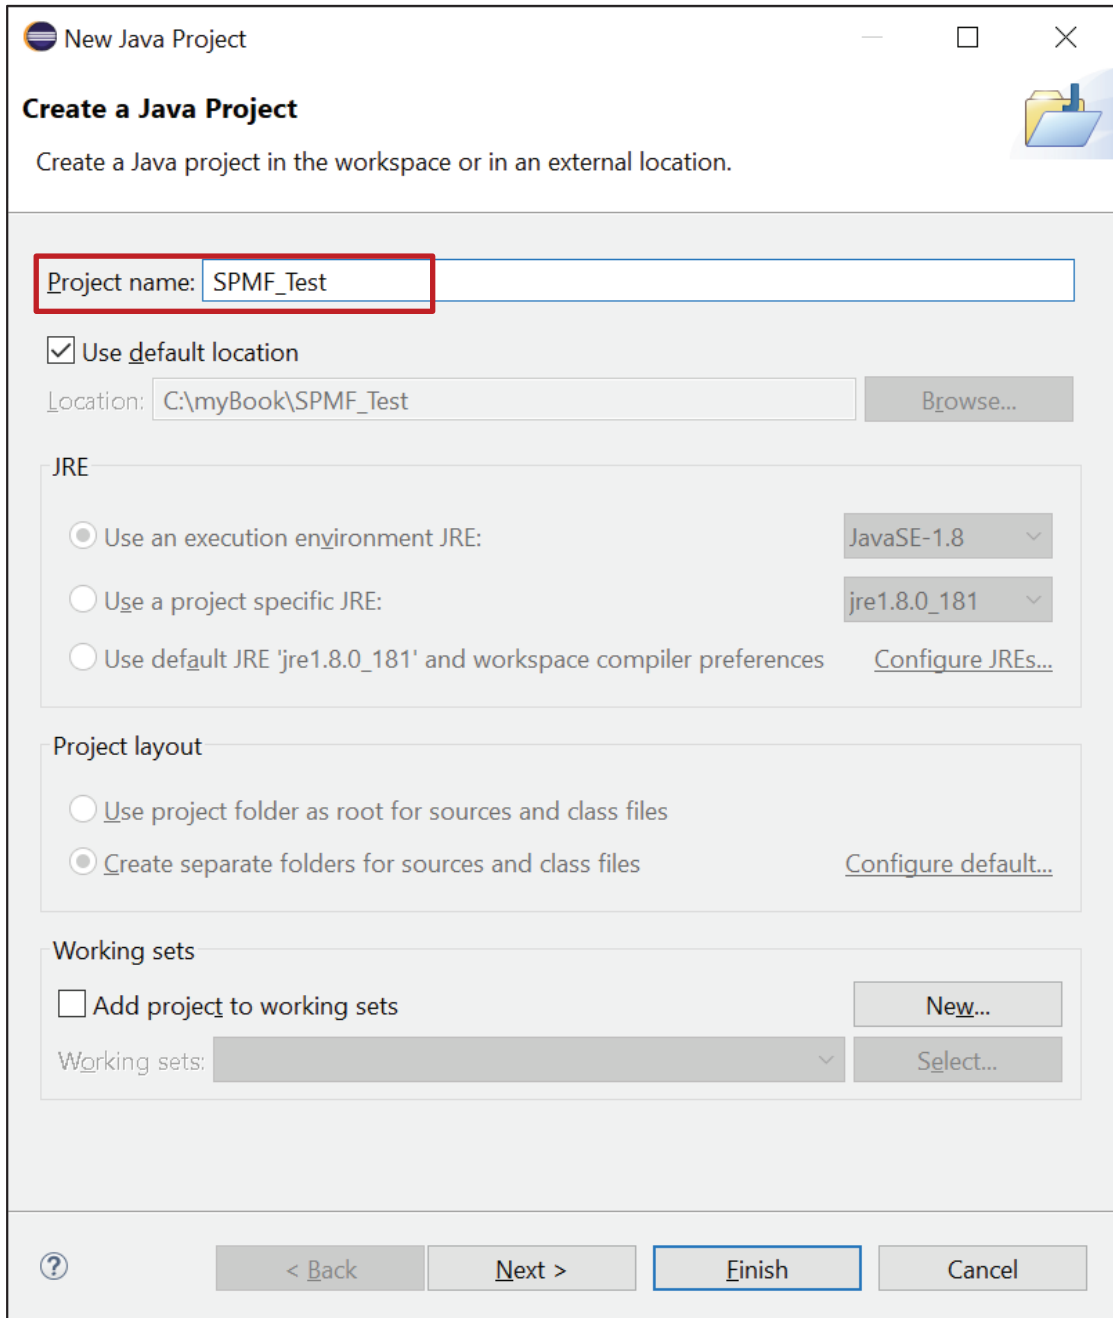 New Java Project
Create a Java Project
Create a Java project in the workspace or in an external location.
Project name: SPMF_Test
Use default location
Location: C:\myBook\SPMF_Test Browse...
JRE
Use an execution environment JRE: JavaSE-1.8
Use a project specific JRE: jre1.8.0_181
Use default JRE 'jre1.8.0_181' and workspace compiler preferences Configure JREs...
Project layout
Use project folder as root for sources and class files
Create separate folders for sources and class files Configure default...
Working sets
Add project to working sets New...
Working sets: Select...
? < Back Next > Finish Cancel